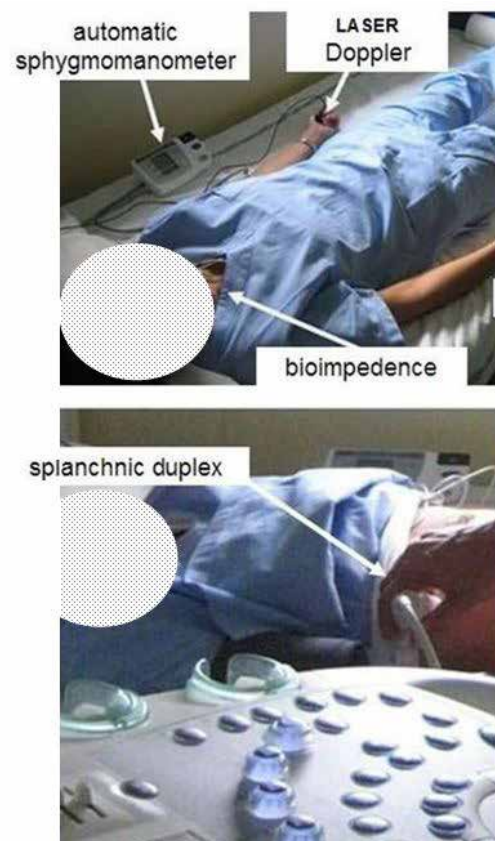 automatic
sphygmomanometer
LASER
Doppler
bioimpedence
splanchnic duplex